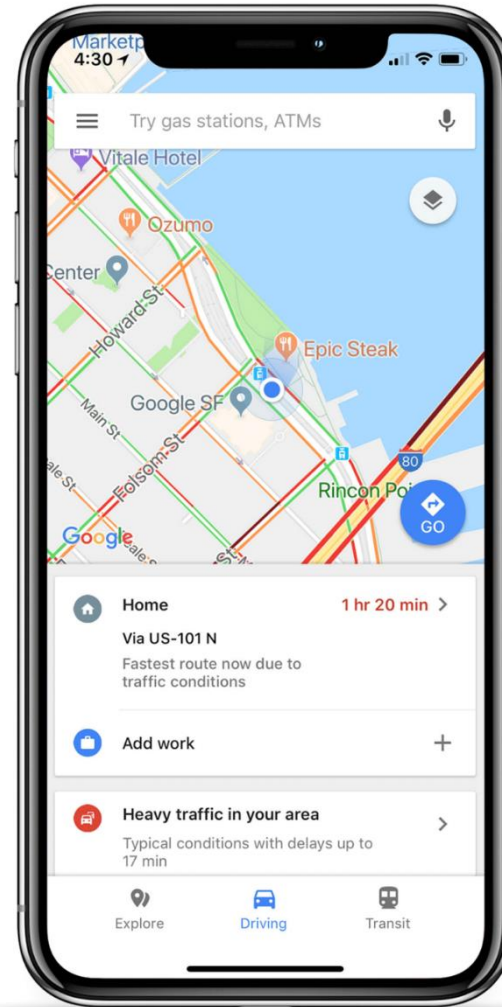 Marketp
4:30
Try gas stations, ATMs
Vitale Hotel
Ozumo
Center
Howard St
Epic Steak
Main St
Google SF
Folsom St
80
Rincon Poi
GO
Google
Home
1 hr 20 min
Via US-101 N
Fastest route now due to
traffic conditions
Add work
Heavy traffic in your area
Typical conditions with delays up to
17 min
Explore
Driving
Transit